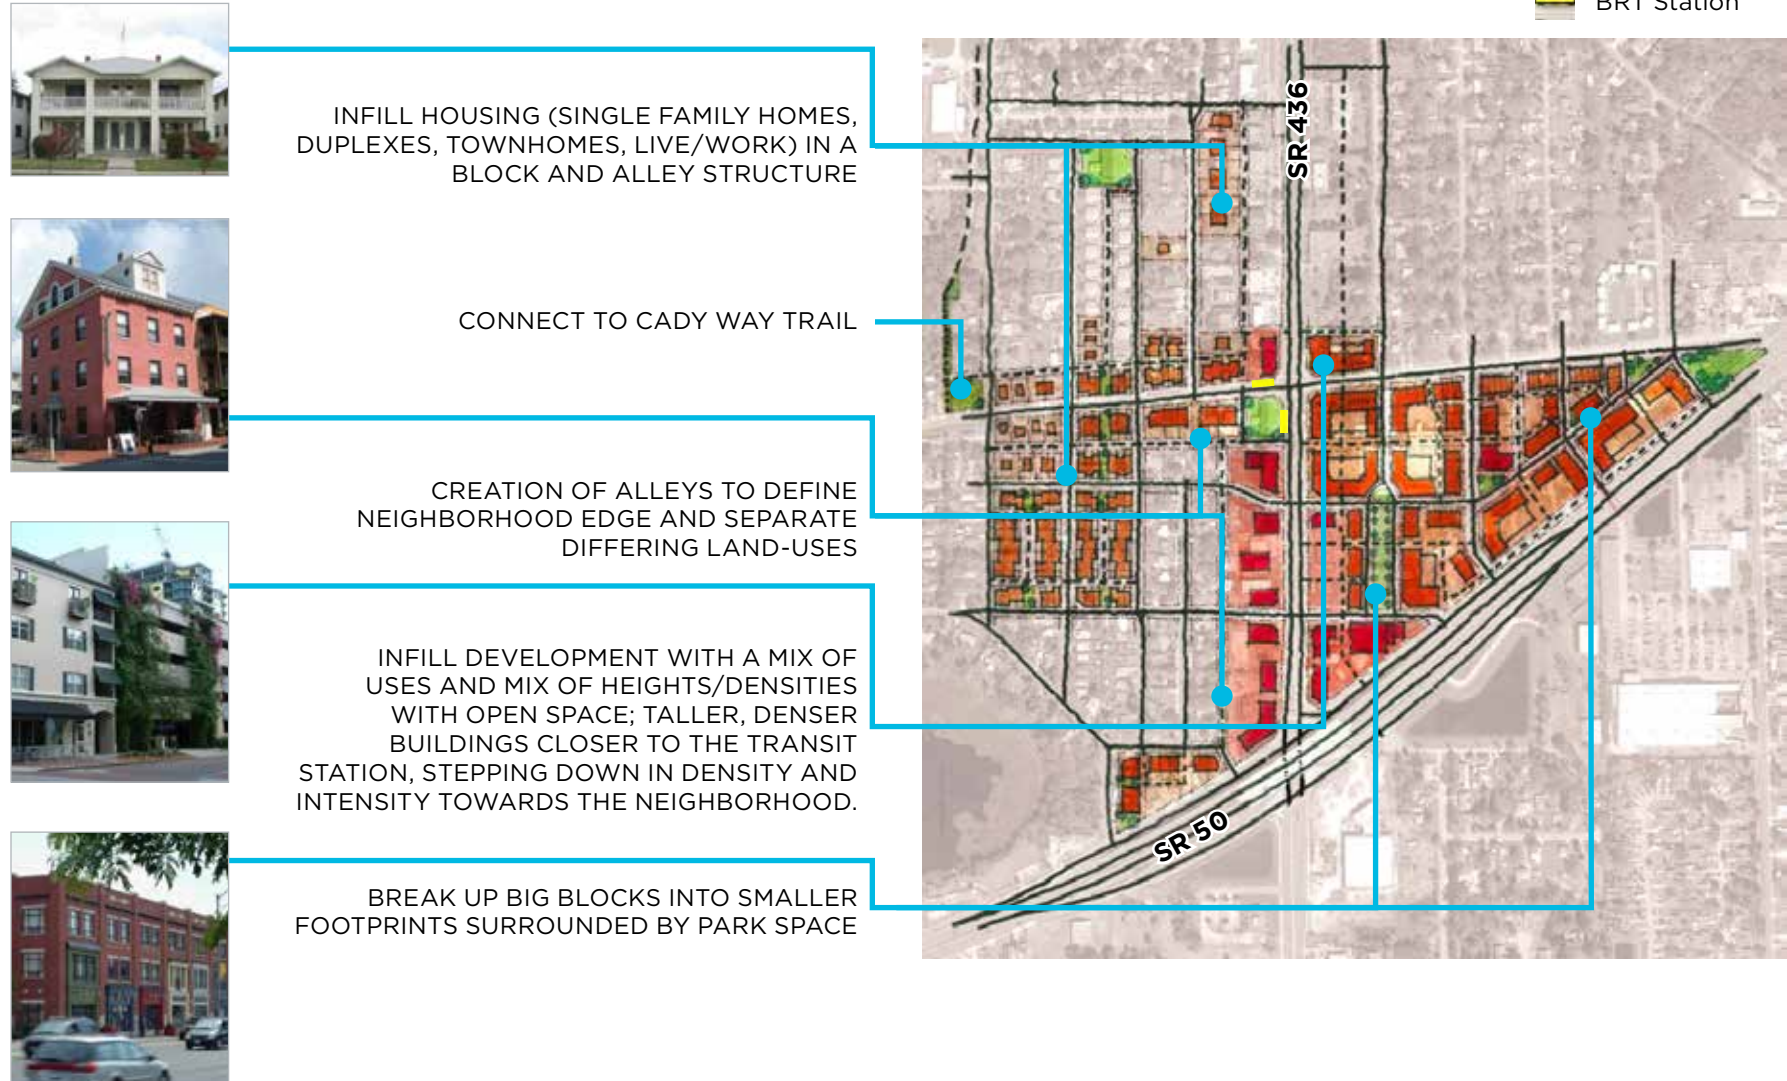 BRT Station
INFILL HOUSING (SINGLE FAMILY HOMES,
DUPLEXES, TOWNHOMES, LIVE/WORK) IN A
BLOCK AND ALLEY STRUCTURE
CONNECT TO CADY WAY TRAIL
CREATION OF ALLEYS TO DEFINE
NEIGHBORHOOD EDGE AND SEPARATE
DIFFERING LAND-USES
INFILL DEVELOPMENT WITH A MIX OF
USES AND MIX OF HEIGHTS/DENSITIES
WITH OPEN SPACE; TALLER, DENSER
BUILDINGS CLOSER TO THE TRANSIT
STATION, STEPPING DOWN IN DENSITY AND
INTENSITY TOWARDS THE NEIGHBORHOOD.
BREAK UP BIG BLOCKS INTO SMALLER
FOOTPRINTS SURROUNDED BY PARK SPACE
SR 436
SR 50